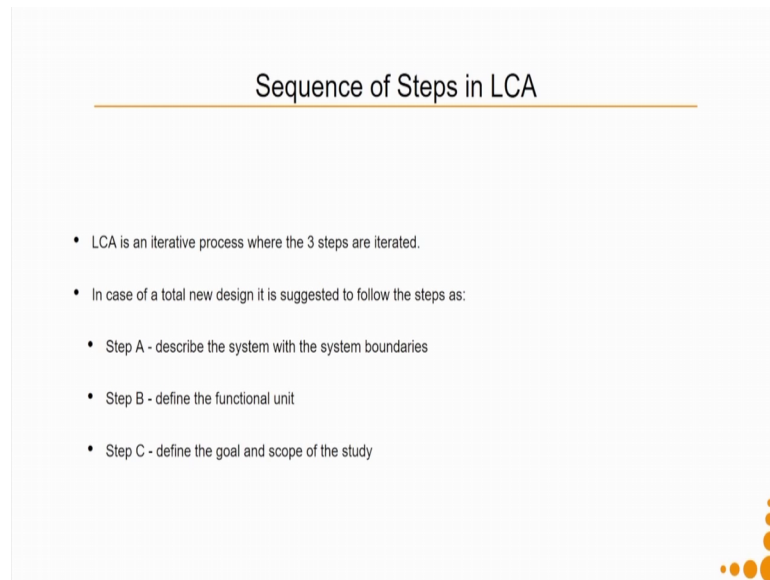 Sequence of Steps in LCA
• LCA is an iterative process where the 3 steps are iterated.
• In case of a total new design it is suggested to follow the steps as:
• Step A - describe the system with the system boundaries
• Step B - define the functional unit
• Step C - define the goal and scope of the study